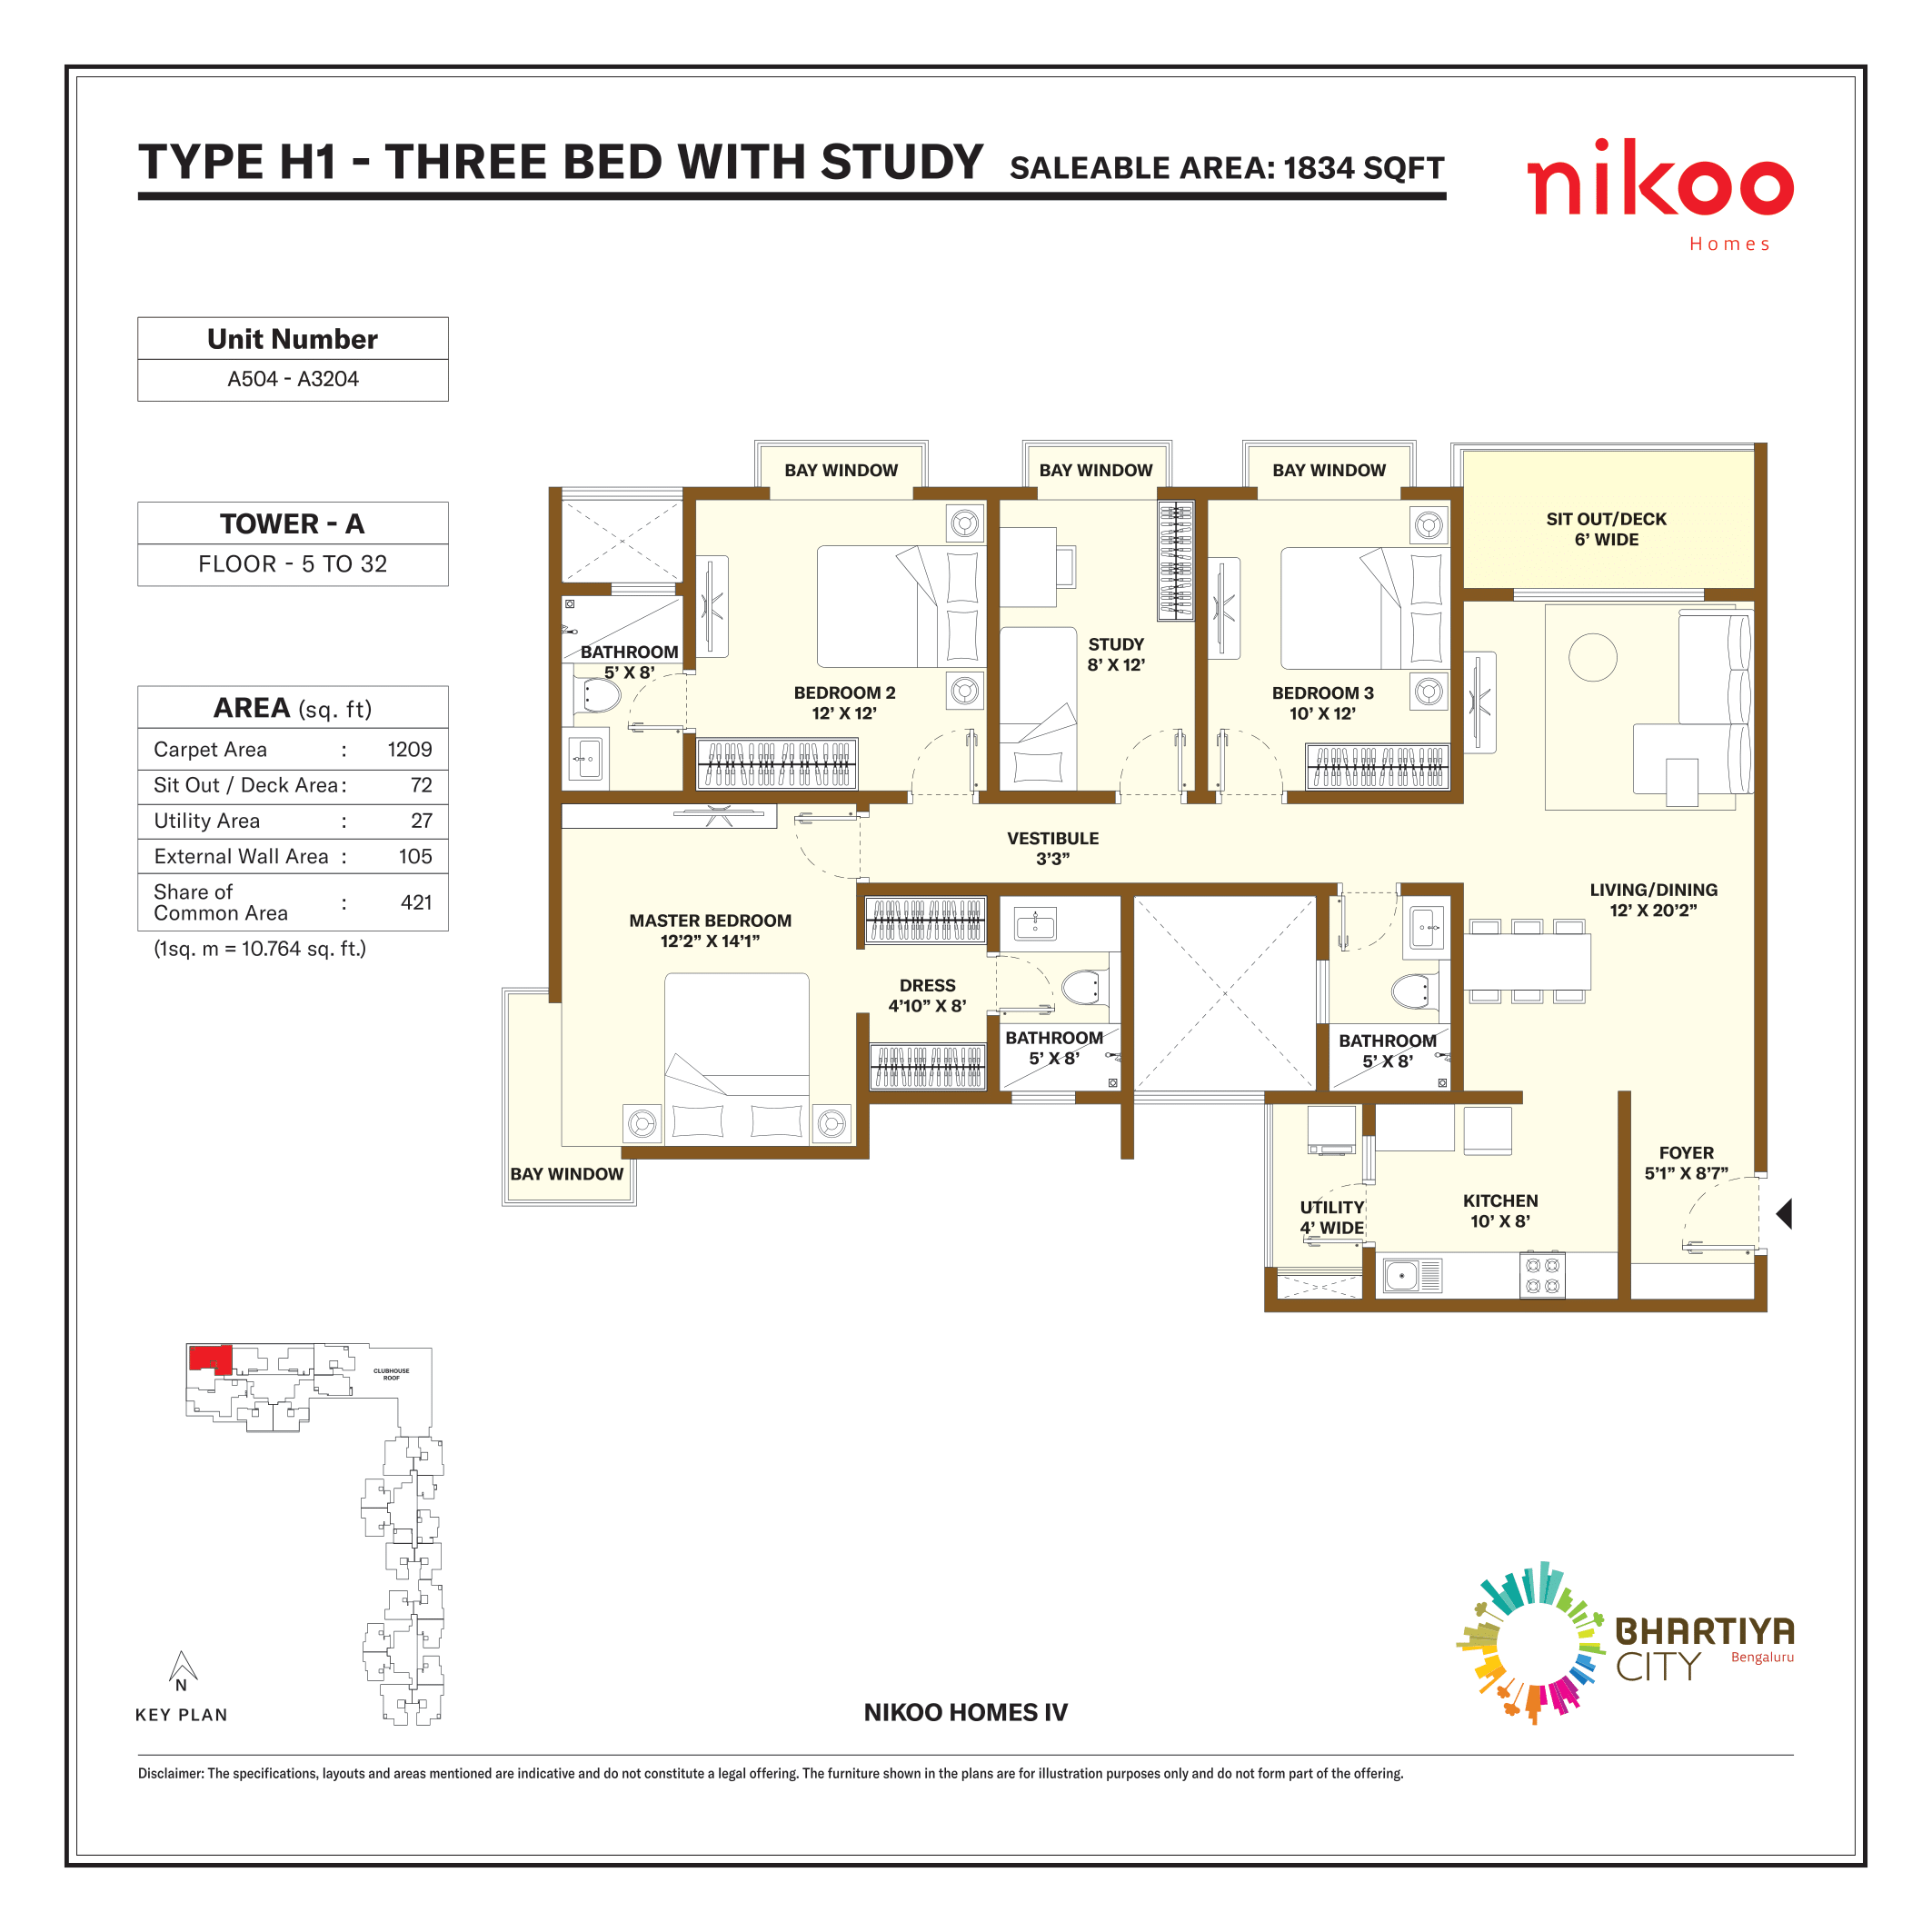 TYPE H1 - THREE BED WITH STUDY SALEABLE AREA: 1834 SQFT
nikoo
Homes
Unit Number
A504 - A3204
TOWER - A
FLOOR - 5 TO 32
AREA (sq. ft)
Carpet Area : 1209
Sit Out / Deck Area : 72
Utility Area : 27
External Wall Area : 105
Share of
Common Area : 421
(1sq. m = 10.764 sq. ft.)
BAY WINDOW
BAY WINDOW
BAY WINDOW
SIT OUT/DECK
6’ WIDE
BATHROOM
5’ X 8’
BEDROOM 2
12’ X 12’
STUDY
8’ X 12’
BEDROOM 3
10’ X 12’
VESTIBULE
3’3”
LIVING/DINING
12’ X 20’2”
MASTER BEDROOM
12’2” X 14’1”
DRESS
4’10” X 8’
BATHROOM
5’ X 8’
BATHROOM
5’ X 8’
BAY WINDOW
UTILITY
4’ WIDE
KITCHEN
10’ X 8’
FOYER
5’1” X 8’7”
CLUBHOUSE
ROOF
N
KEY PLAN
NIKOO HOMES IV
BHARTIYA
CITY
Bengaluru
Disclaimer: The specifications, layouts and areas mentioned are indicative and do not constitute a legal offering. The furniture shown in the plans are for illustration purposes only and do not form part of the offering.